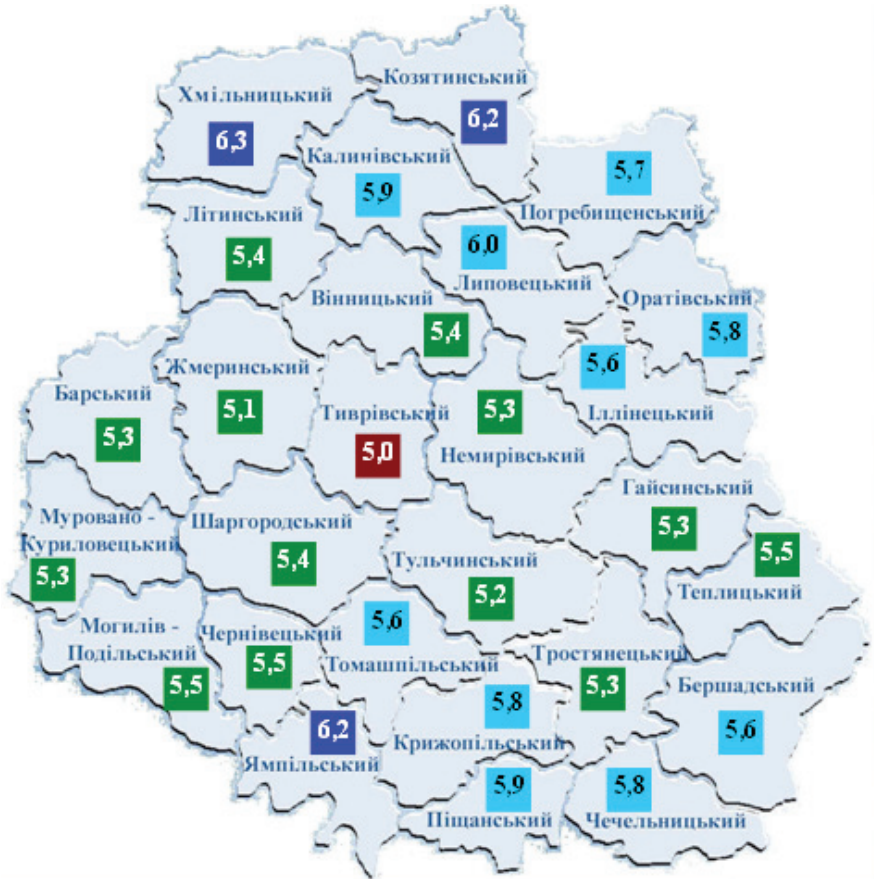 Козятинський
6,2
Хмільницький
6,3
Калинівський
5,9
5,7
Погребищенський
Літинський
5,4
6,0
Липовецький
Вінницький
5,4
Оратівський
5,8
5,6
Іллінецький
Жмеринський
5,1
Барський
5,3
Тиврівський
5,0
5,3
Немирівський
Гайсинський
5,3
Муровано -
Куриловецький
5,3
Шаргородський
5,4
Тульчинський
5,2
5,5
Теплицький
Могилів -
Подільський
5,5
Чернівецький
5,5
5,6
Томашпільський
Тростянецький
5,3
Бершадський
5,6
6,2
Ямпільський
5,8
Крижопільський
5,9
Піщанський
5,8
Чечельницький